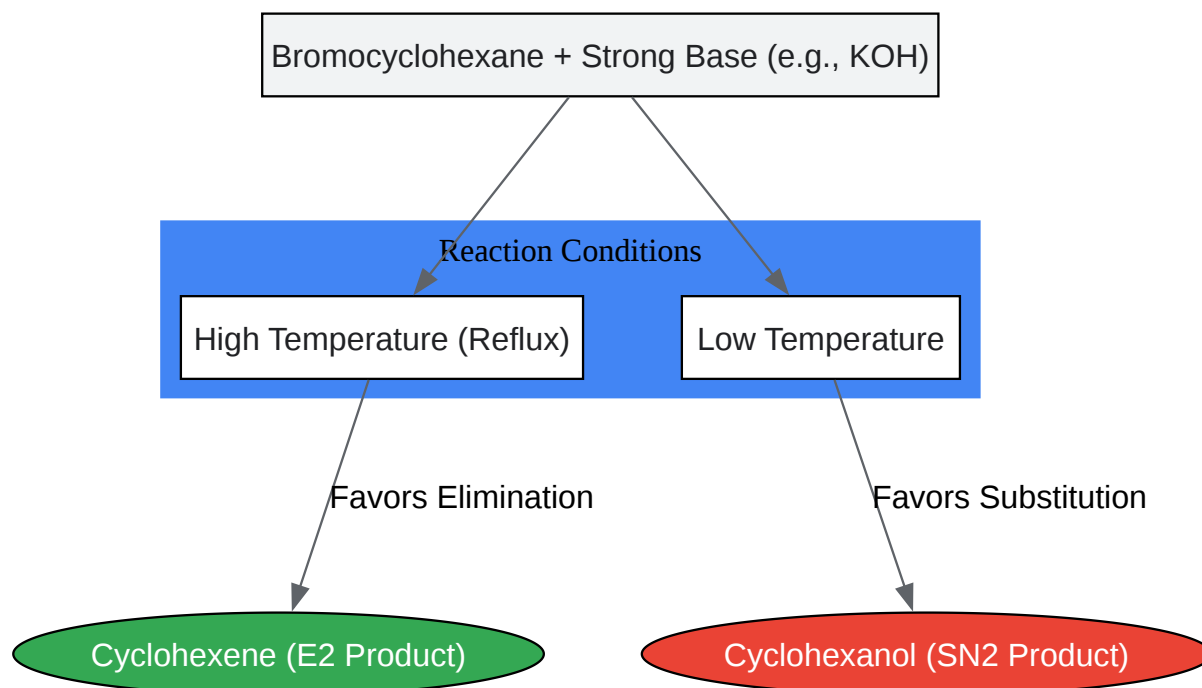 Bromocyclohexane + Strong Base (e.g., KOH)
Reaction Conditions
High Temperature (Reflux)
Low Temperature
Favors Elimination
Favors Substitution
Cyclohexene (E2 Product)
Cyclohexanol (SN2 Product)